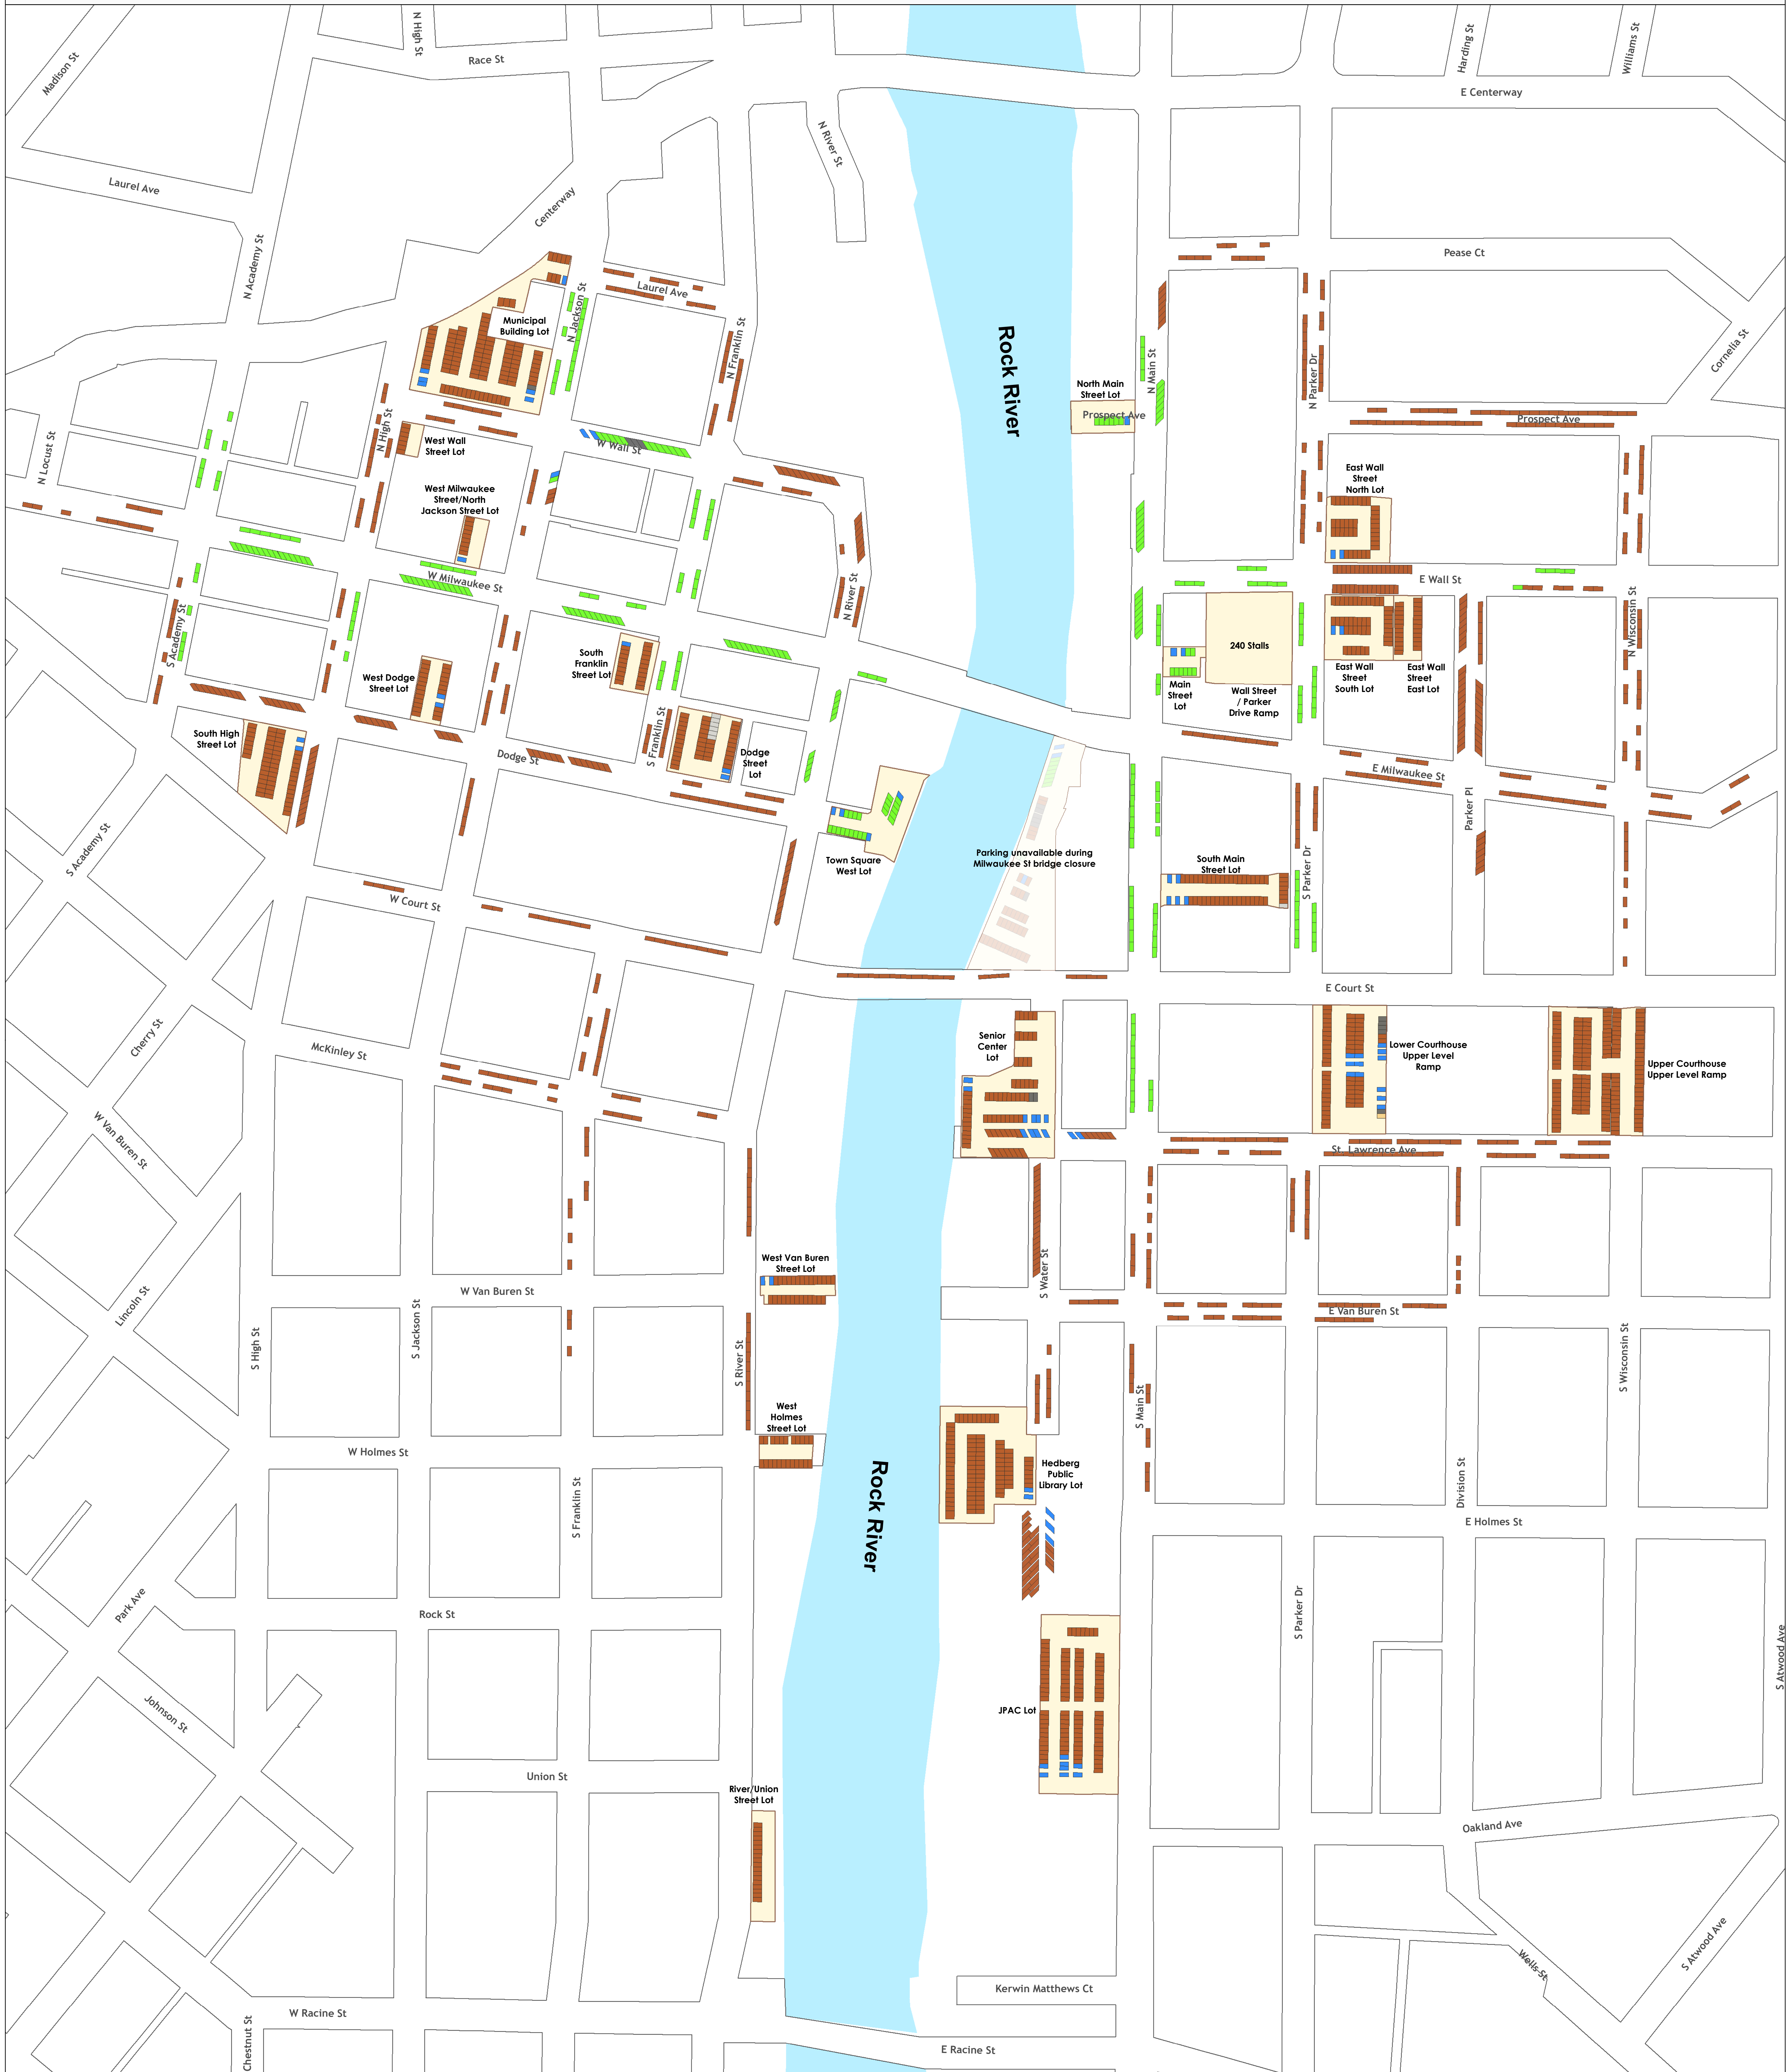 Madison St
N High St
Race St
N River St
Harding St
Williams St
E Centerway
Laurel Ave
Centerway
N Academy St
Pease Ct
N Jackson St
Laurel Ave
Municipal
Building Lot
N Franklin St
Rock River
N Main St
N Parker Dr
Cornelia St
North Main
Street Lot
Prospect Ave
Prospect Ave
N Locust St
N High St
West Wall
Street Lot
W Wall St
West Milwaukee
Street/North
Jackson Street Lot
East Wall
Street
North Lot
W Milwaukee St
N River St
E Wall St
N Wisconsin St
S Academy St
South
Franklin
Street Lot
West Dodge
Street Lot
240 Stalls
Main
Street
Lot
Wall Street
/ Parker
Drive Ramp
East Wall
Street
South Lot
East Wall
Street
East Lot
South High
Street Lot
S Franklin St
Dodge St
Dodge
Street
Lot
E Milwaukee St
Parker Pl
S Academy St
Town Square
West Lot
Parking unavailable during
Milwaukee St bridge closure
South Main
Street Lot
S Parker Dr
W Court St
E Court St
Cherry St
McKinley St
Senior
Center
Lot
Lower Courthouse
Upper Level
Ramp
Upper Courthouse
Upper Level Ramp
W Van Buren St
St. Lawrence Ave
West Van Buren
Street Lot
S Water St
W Van Buren St
Lincoln St
E Van Buren St
S High St
S Jackson St
S River St
S Main St
S Wisconsin St
West
Holmes
Street Lot
W Holmes St
Rock River
Hedberg
Public
Library Lot
S Franklin St
Division St
E Holmes St
Park Ave
Rock St
S Parker Dr
S Atwood Ave
Johnson St
JPAC Lot
Union St
River/Union
Street Lot
Oakland Ave
S Atwood Ave
Wells St
Kerwin Matthews Ct
W Racine St
Chestnut St
E Racine St